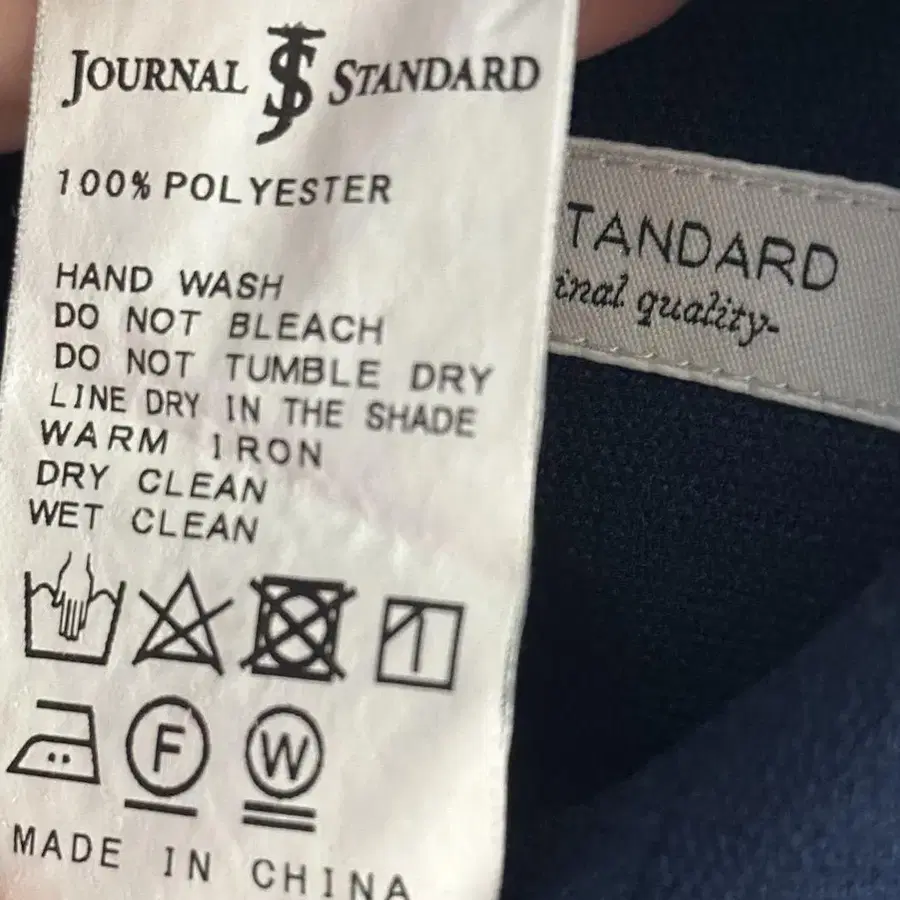 JOURNAL JS STANDARD
100% POLYESTER
HAND WASH
DO NOT BLEACH
DO NOT TUMBLE DRY
LINE DRY IN THE SHADE
WARM IRON
DRY CLEAN
WET CLEAN
F
W
MADE IN CHINA
TANDARD
inal quality-